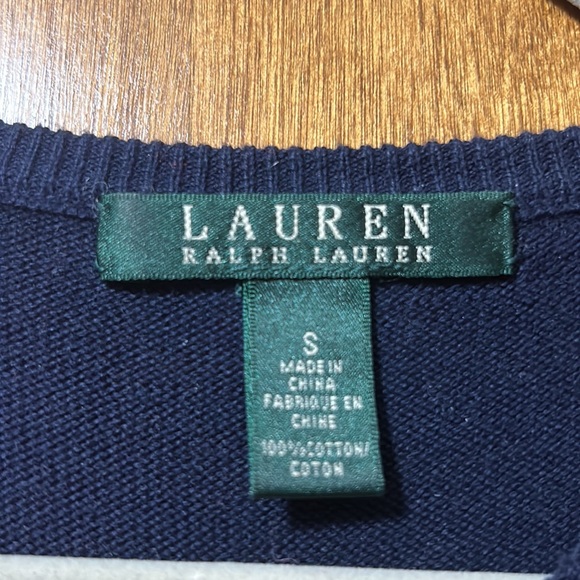 LAUREN
RALPH LAUREN
S
MADE IN
CHINA
FABRIQUE EN
CHINE
100% COTTON/
COTON